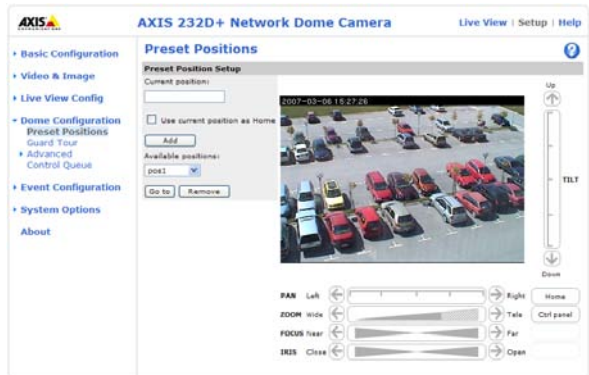 AXIS
COMMUNICATIONS
AXIS 232D+ Network Dome Camera
Live View | Setup | Help
Basic Configuration
Video & Image
Live View Config
Dome Configuration
Preset Positions
Guard Tour
Advanced
Control Queue
Event Configuration
System Options
About
Preset Positions
?
Preset Position Setup
Current position:
Use current position as Home
Add
Available positions:
pos1
Go to
Remove
2007-03-06 15:27:26
Up
TILT
Down
PAN Left Right Home
ZOOM Wide Tele Ctrl panel
FOCUS Near Far
IRIS Close Open